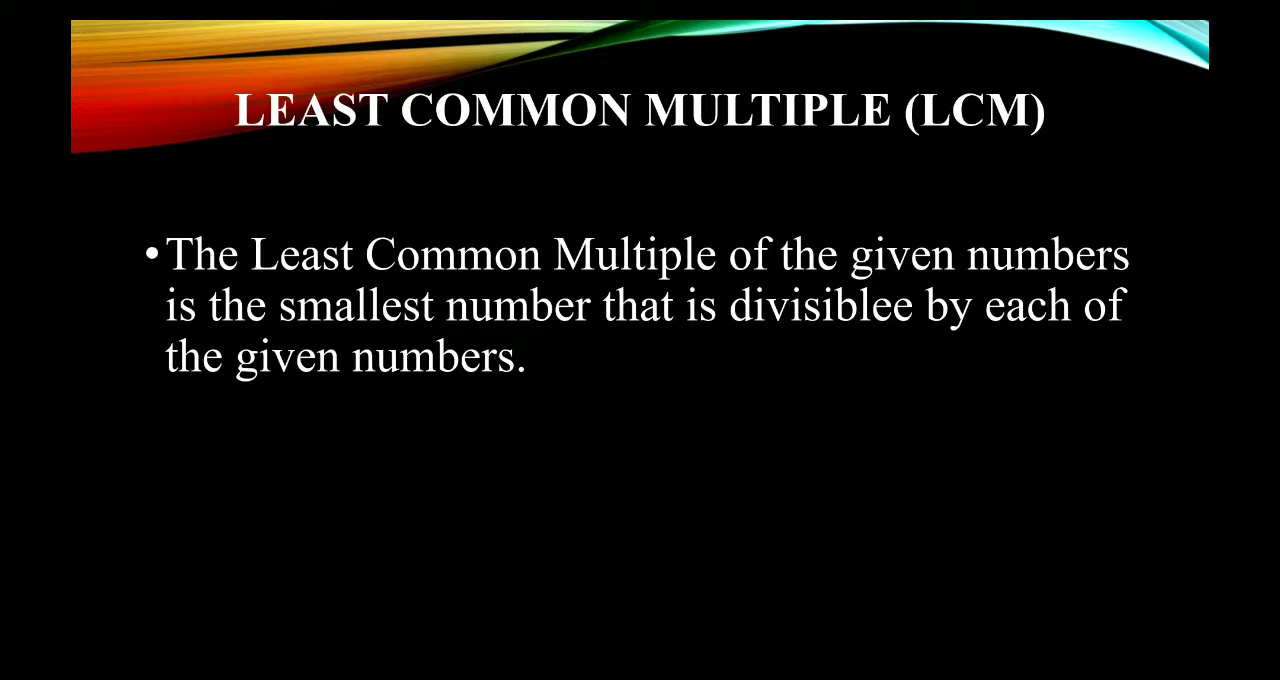 LEAST COMMON MULTIPLE (LCM)
•The Least Common Multiple of the given numbers
is the smallest number that is divisiblee by each of
the given numbers.